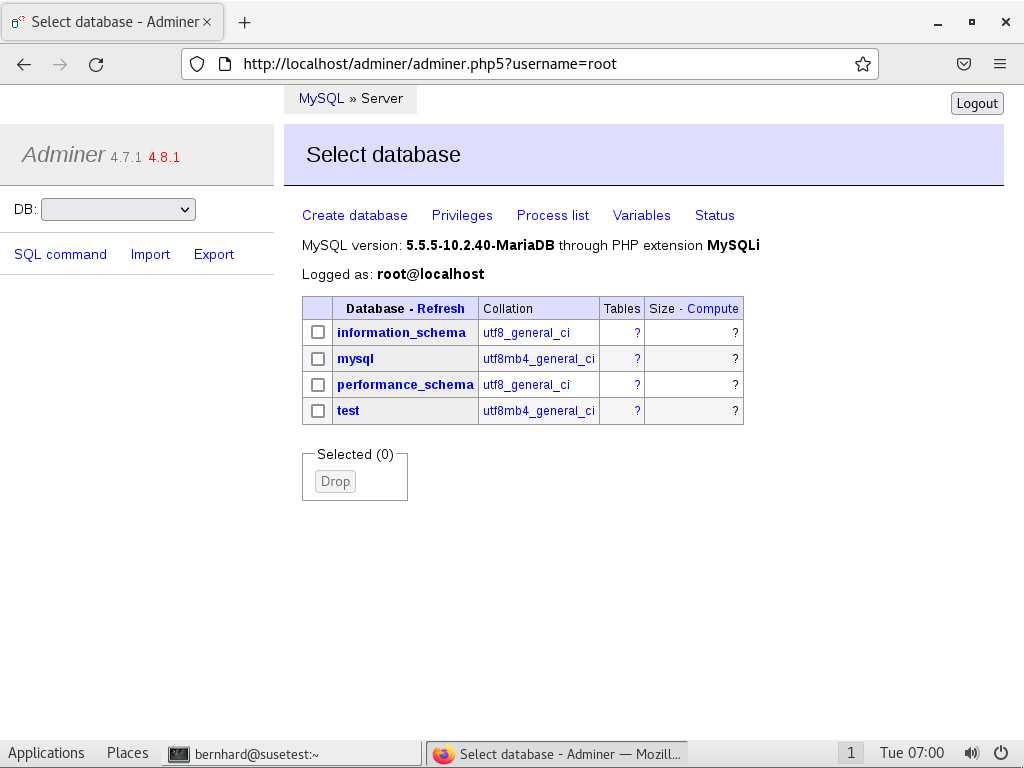 Select database - Adminer
http://localhost/adminer/adminer.php5?username=root
MySQL » Server
Logout
Adminer 4.7.1 4.8.1
Select database
DB:
SQL command Import Export
Create database Privileges Process list Variables Status
MySQL version: 5.5.5-10.2.40-MariaDB through PHP extension MySQLi
Logged as: root@localhost
Database - Refresh Collation Tables Size - Compute
information_schema utf8_general_ci ? ?
mysql utf8mb4_general_ci ? ?
performance_schema utf8_general_ci ? ?
test utf8mb4_general_ci ? ?
Selected (0)
Drop
Applications Places bernhard@susetest:~ Select database - Adminer — Mozill... 1 Tue 07:00